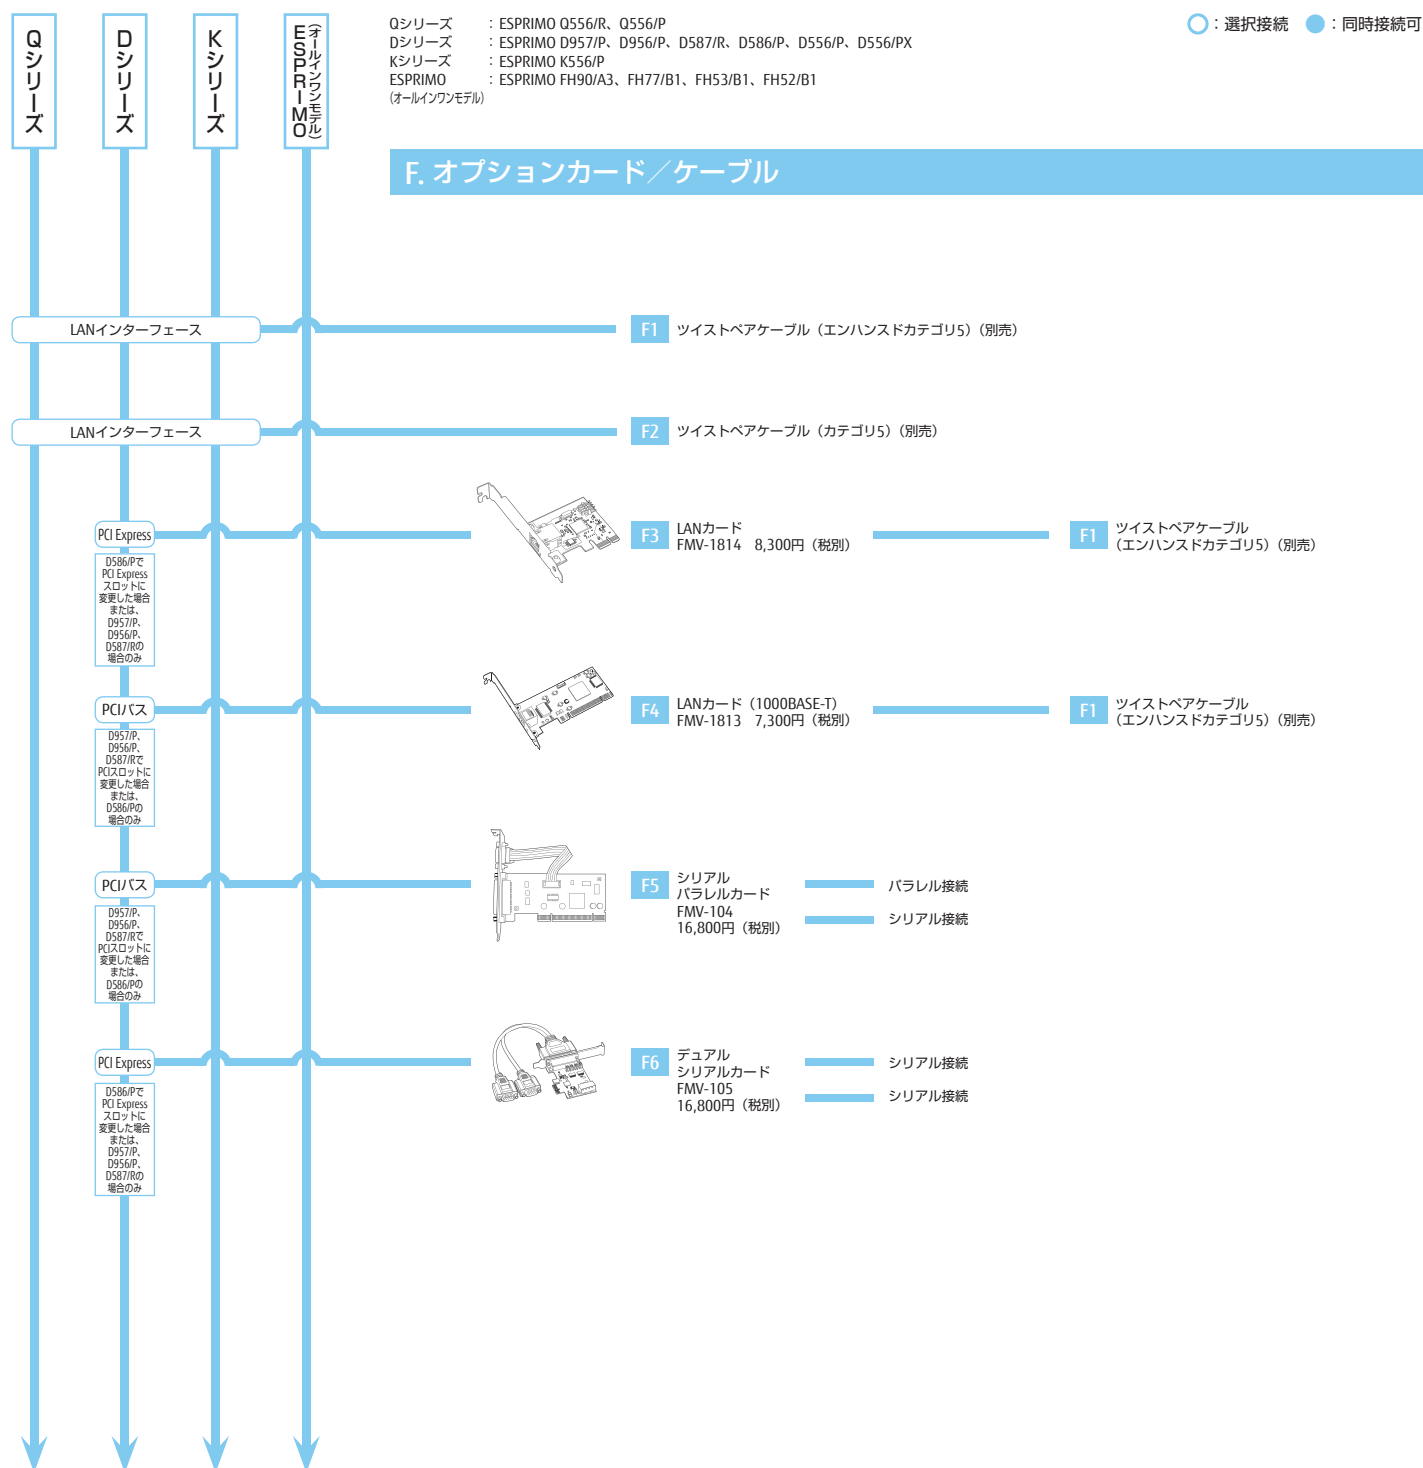 Qシリーズ
Dシリーズ
Kシリーズ
ESPRIMO
(オールインワンモデル)
Qシリーズ ：ESPRIMO Q556/R、Q556/P
Dシリーズ ：ESPRIMO D957/P、D956/P、D587/R、D586/P、D556/P、D556/PX
Kシリーズ ：ESPRIMO K556/P
ESPRIMO ：ESPRIMO FH90/A3、FH77/B1、FH53/B1、FH52/B1
(オールインワンモデル)
：選択接続 ：同時接続可
F. オプションカード／ケーブル
LANインターフェース
F1 ツイストペアケーブル（エンハンスドカテゴリ5）（別売）
LANインターフェース
F2 ツイストペアケーブル（カテゴリ5）（別売）
PCI Express
D586/Pで
PCI Express
スロットに
変更した場合
または、
D957/P、
D956/P、
D587/Rの
場合のみ
F3 LANカード
FMV-1814 8,300円（税別）
F1 ツイストペアケーブル
（エンハンスドカテゴリ5）（別売）
PCIバス
D957/P、
D956/P、
D587/Rで
PCIスロットに
変更した場合
または、
D586/Pの
場合のみ
F4 LANカード（1000BASE-T）
FMV-1813 7,300円（税別）
F1 ツイストペアケーブル
（エンハンスドカテゴリ5）（別売）
PCIバス
D957/P、
D956/P、
D587/Rで
PCIスロットに
変更した場合
または、
D586/Pの
場合のみ
F5 シリアル
パラレルカード
FMV-104
16,800円（税別）
パラレル接続
シリアル接続
PCI Express
D586/Pで
PCI Express
スロットに
変更した場合
または、
D957/P、
D956/P、
D587/Rの
場合のみ
F6 デュアル
シリアルカード
FMV-105
16,800円（税別）
シリアル接続
シリアル接続